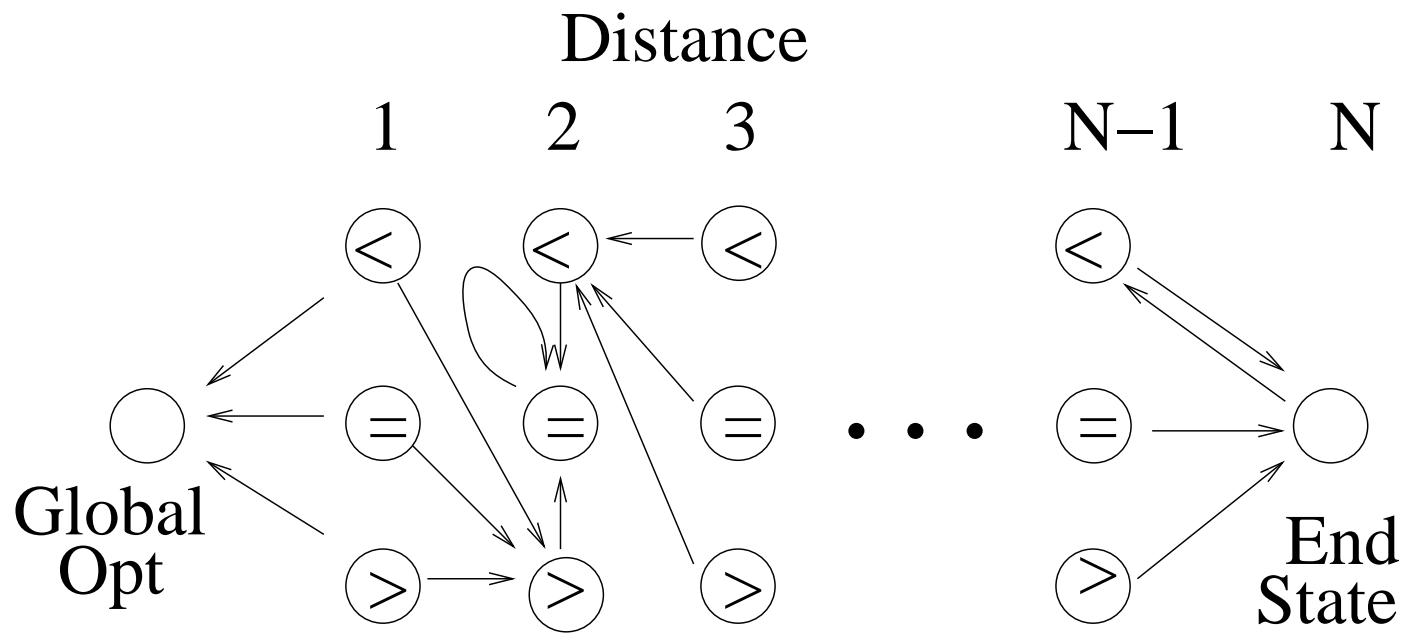 Distance
1 2 3 N–1 N
< < < <
= = = • • • =
Global
Opt
> > > >
End
State